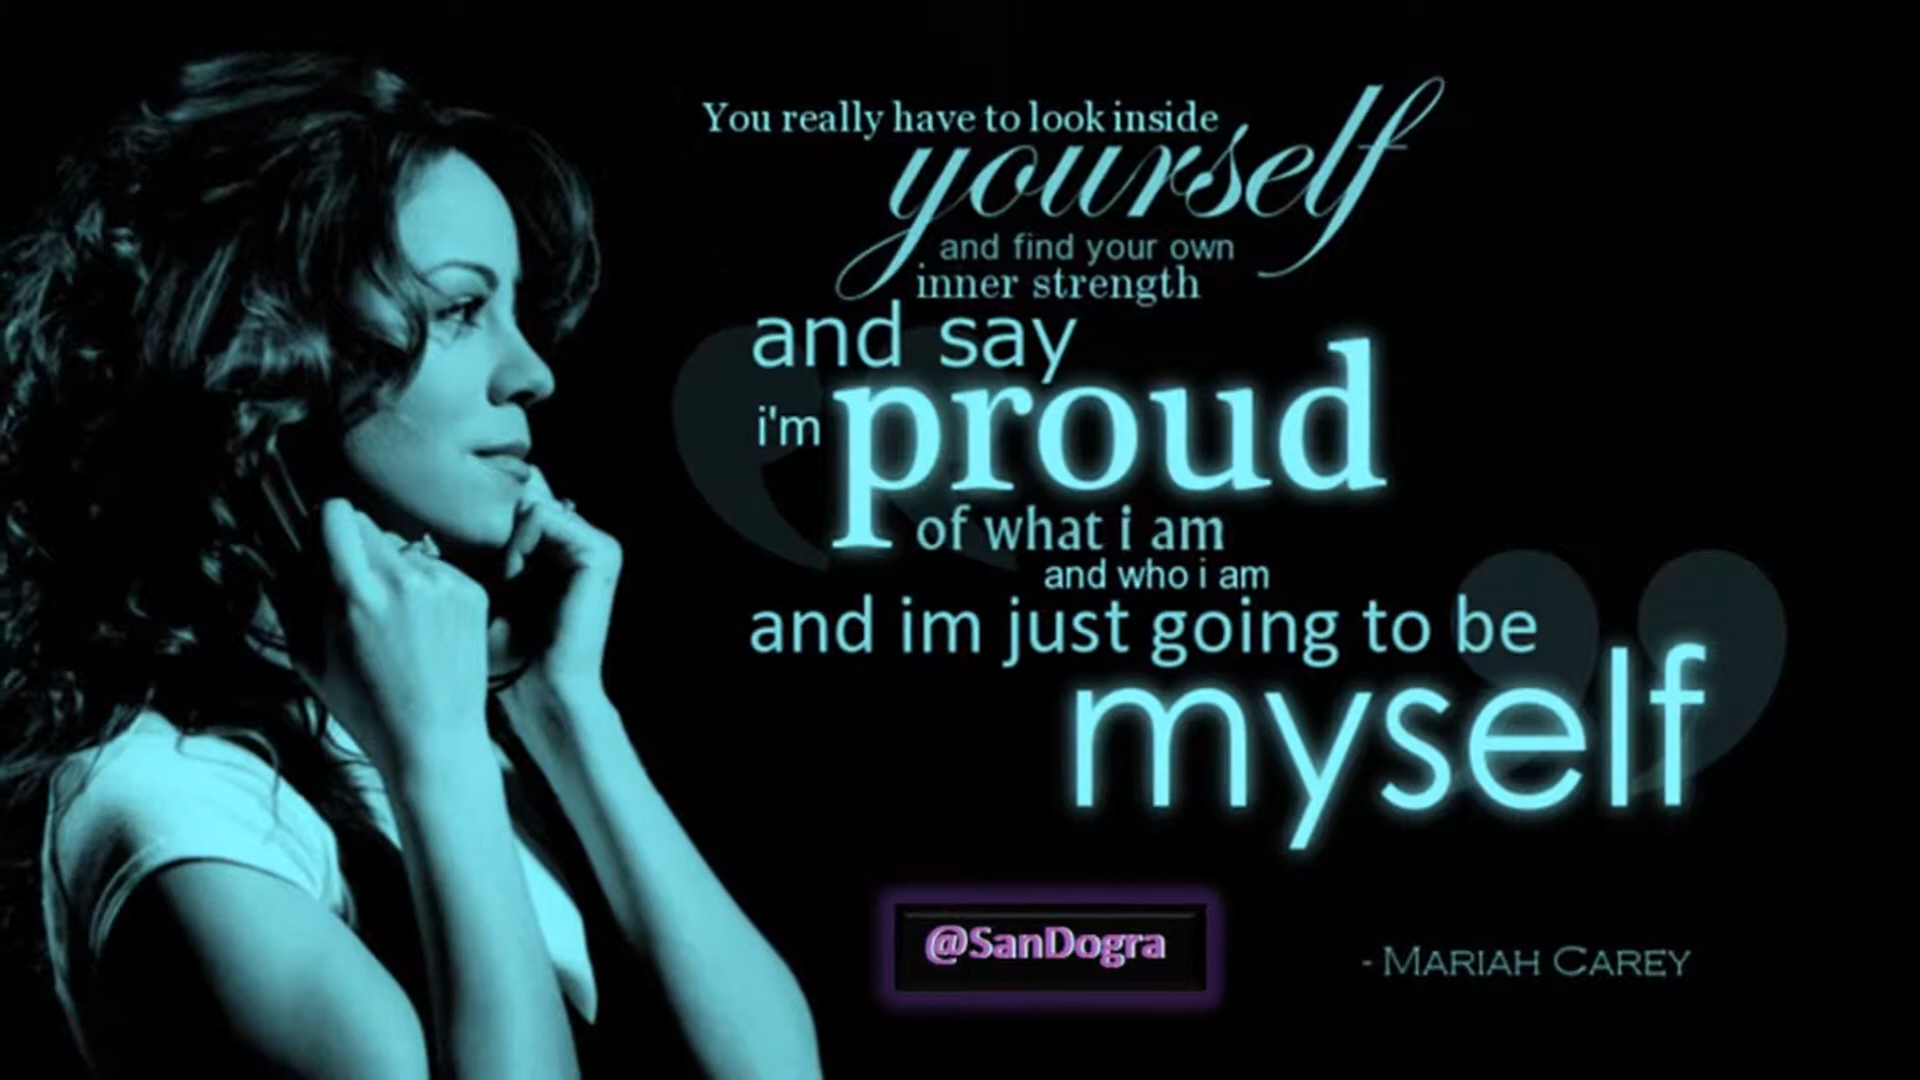 You really have to look inside
yourself
and find your own
inner strength
and say
i'm proud
of what i am
and who i am
and im just going to be
myself
@SanDogra
- MARIAH CAREY